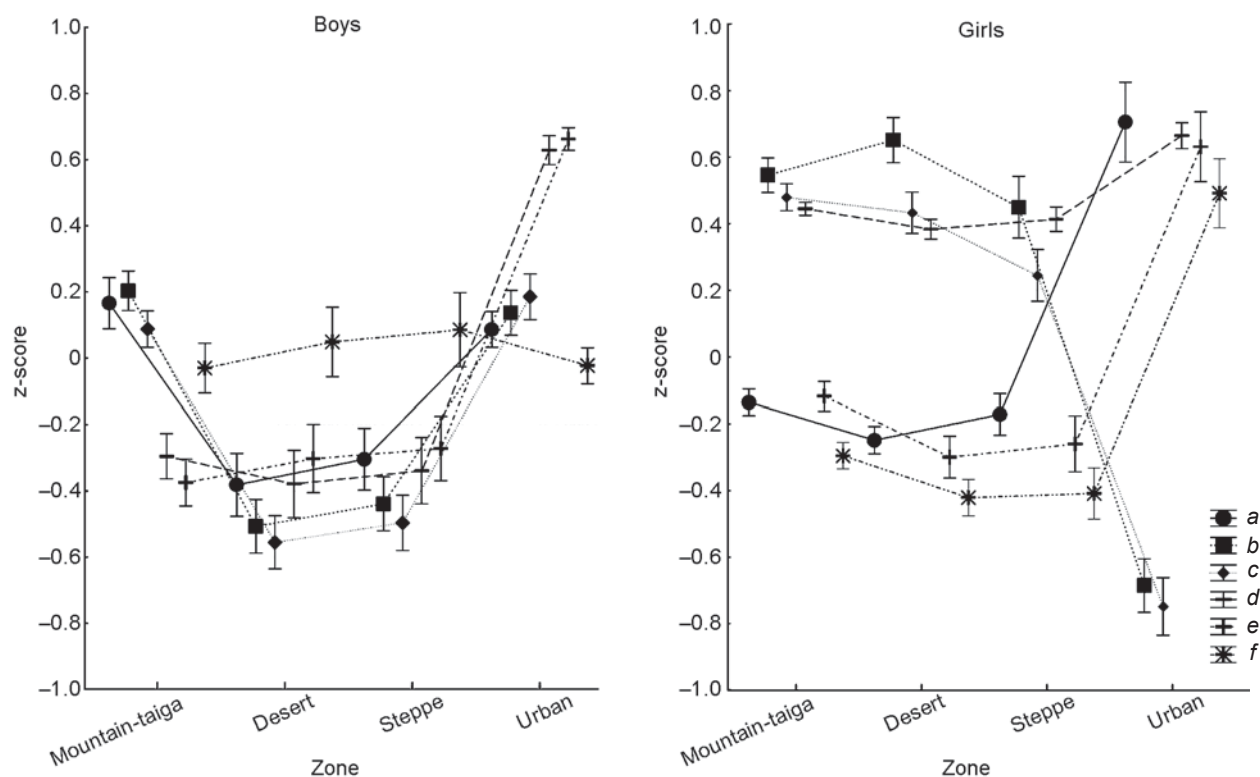 Boys
1.0
0.8
0.6
0.4
0.2
0
–0.2
–0.4
–0.6
–0.8
–1.0
z-score
Mountain-taiga
Desert
Steppe
Urban
Zone
Girls
1.0
0.8
0.6
0.4
0.2
0
–0.2
–0.4
–0.6
–0.8
–1.0
z-score
Mountain-taiga
Desert
Steppe
Urban
Zone
a
b
c
d
e
f